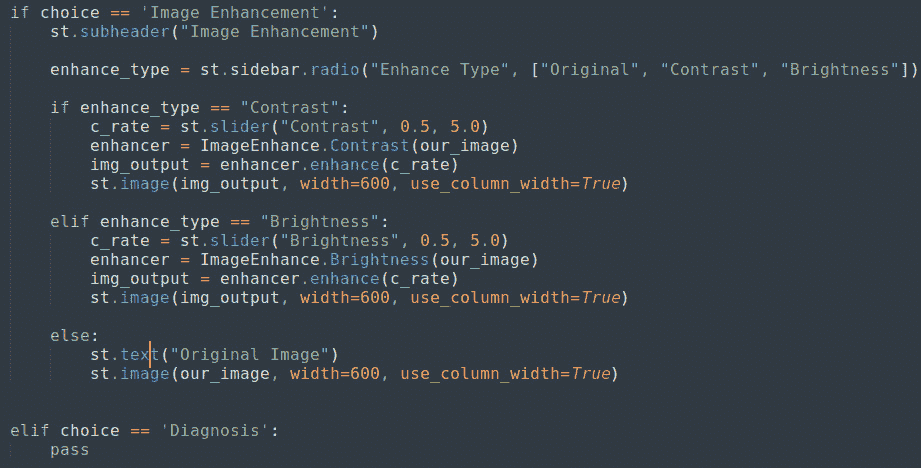 if choice == 'Image Enhancement':
    st.subheader("Image Enhancement")
    enhance_type = st.sidebar.radio("Enhance Type", ["Original", "Contrast", "Brightness"])
    if enhance_type == "Contrast":
        c_rate = st.slider("Contrast", 0.5, 5.0)
        enhancer = ImageEnhance.Contrast(our_image)
        img_output = enhancer.enhance(c_rate)
        st.image(img_output, width=600, use_column_width=True)
    elif enhance_type == "Brightness":
        c_rate = st.slider("Brightness", 0.5, 5.0)
        enhancer = ImageEnhance.Brightness(our_image)
        img_output = enhancer.enhance(c_rate)
        st.image(img_output, width=600, use_column_width=True)
    else:
        st.text("Original Image")
        st.image(our_image, width=600, use_column_width=True)
elif choice == 'Diagnosis':
    pass